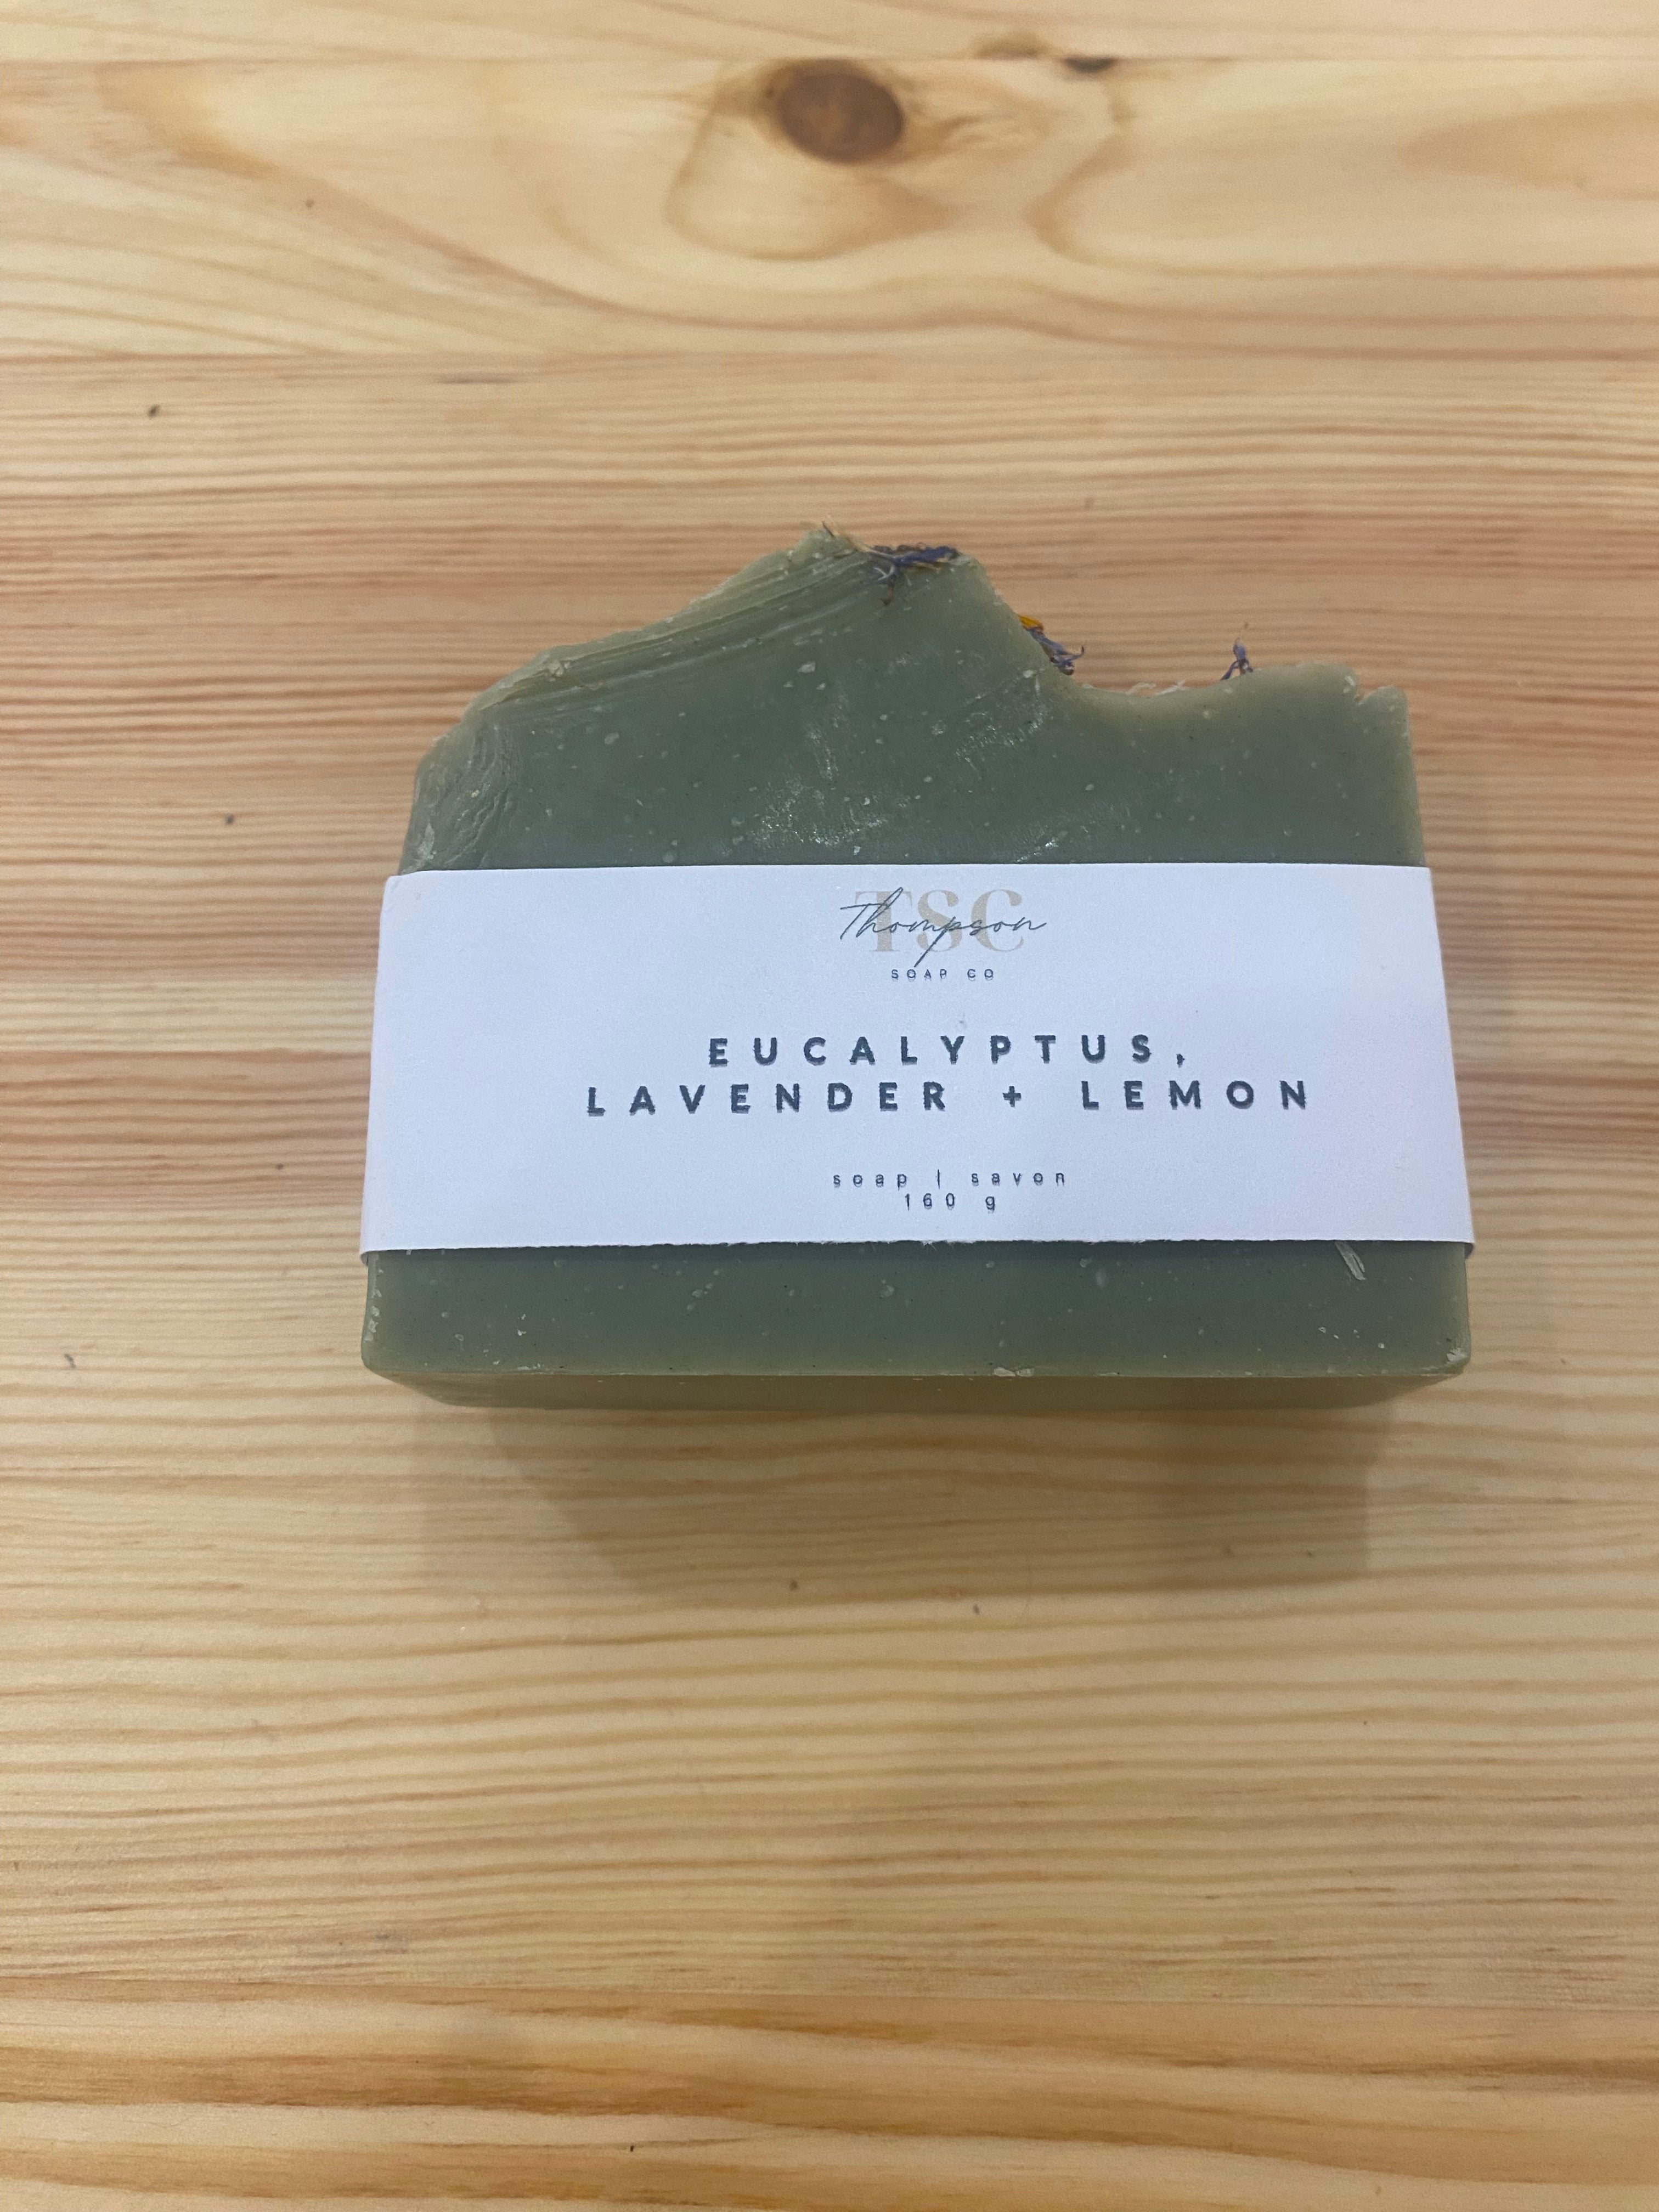 TSC
Thompson
SOAP CO
EUCALYPTUS,
LAVENDER + LEMON
soap | savon
160 g